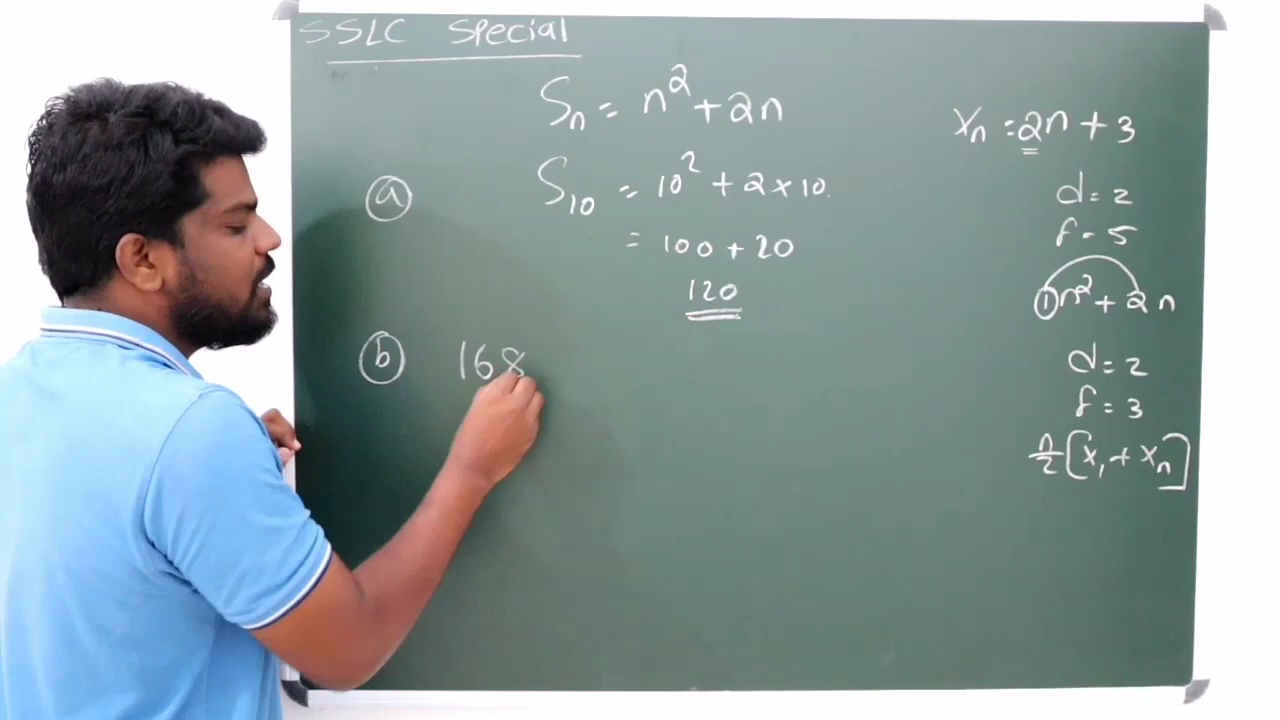 SSLC Special
Sₙ = n² + 2n
ⓐ S₁₀ = 10² + 2 × 10.
= 100 + 20
120
ⓑ 168
xₙ = 2n + 3
d = 2
f = 5
①n² + 2n
d = 2
f = 3
n/2 [x₁ + xₙ]